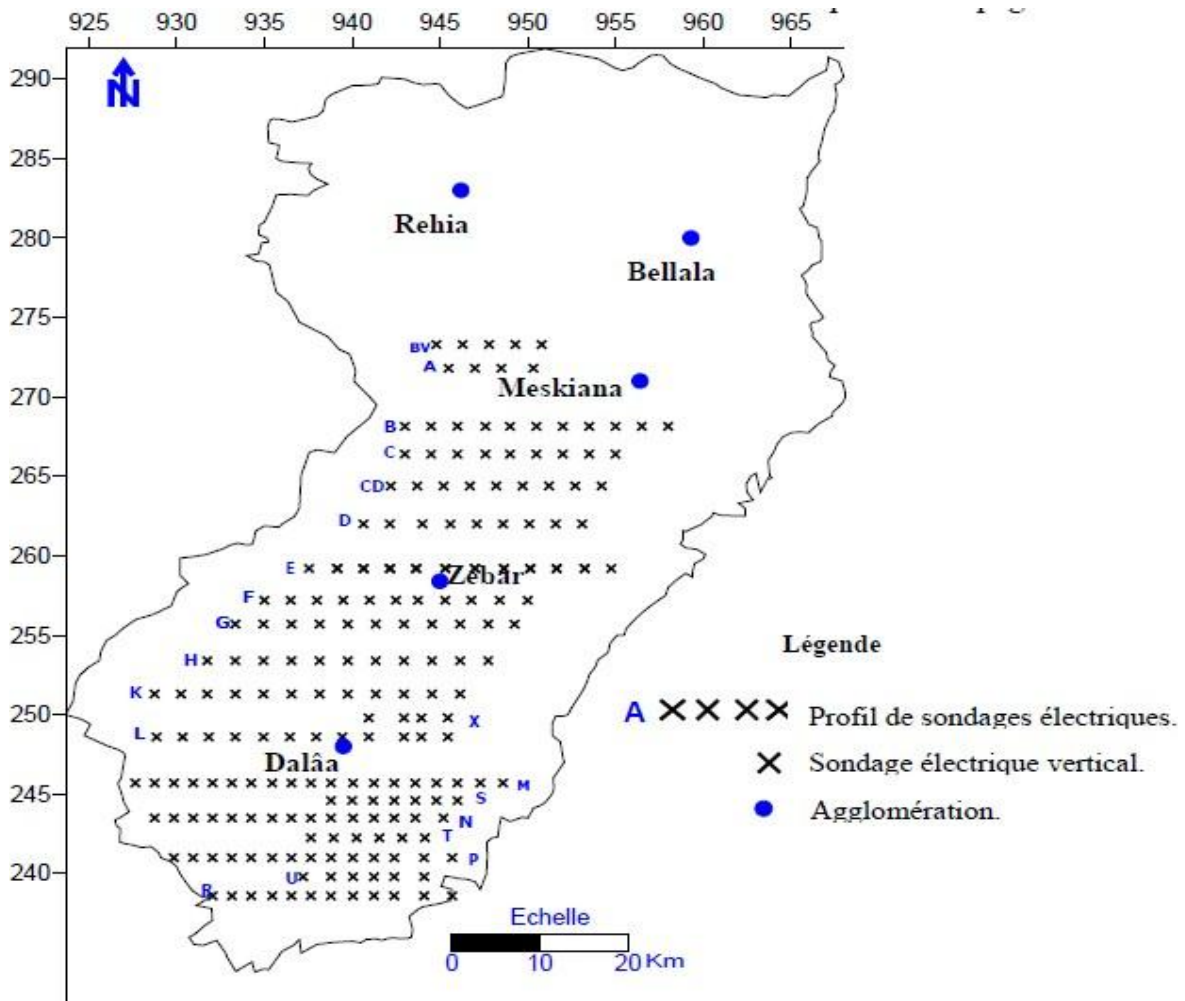 925 930 935 940 945 950 955 960 965
N
290
285
Rehia
280
Bellala
275
BV
A
Meskiana
270
B
C
265
CD
D
260
E
Zebar
F
G
255
Légende
H
K
A Profil de sondages électriques.
250
X
L
Sondage électrique vertical.
Dalâa
M
245
S
Agglomération.
N
T
P
240
U
R
Echelle
0 10 20 Km